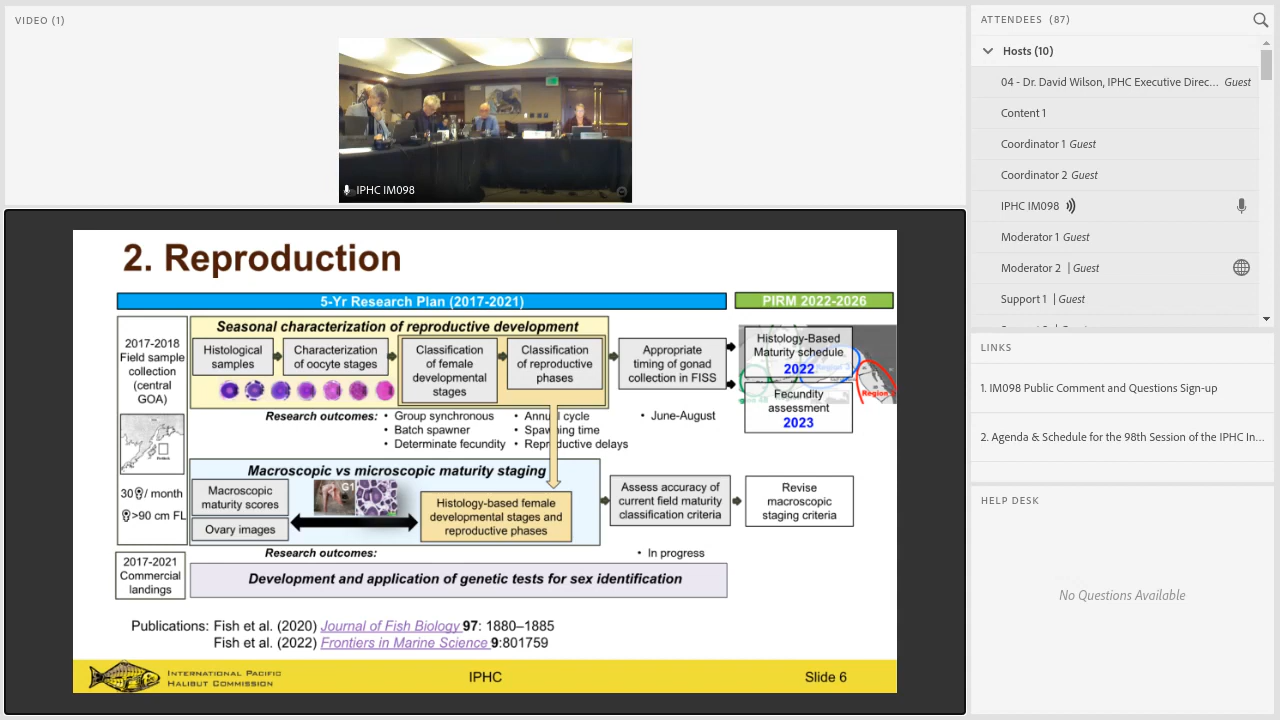 VIDEO (1)
IPHC IM098
2. Reproduction
5-Yr Research Plan (2017-2021)
PIRM 2022-2026
2017-2018
Field sample
collection
(central
GOA)
30 / month
>90 cm FL
Seasonal characterization of reproductive development
Histological
samples
Characterization
of oocyte stages
Classification
of female
developmental
stages
Classification
of reproductive
phases
Appropriate
timing of gonad
collection in FISS
Histology-Based
Maturity schedule
2022
Fecundity
assessment
2023
Region
Research outcomes:
• Group synchronous
• Batch spawner
• Determinate fecundity
• Annual cycle
• Spawning time
• Reproductive delays
• June-August
Macroscopic vs microscopic maturity staging
Macroscopic
maturity scores
Ovary images
G1
Histology-based female
developmental stages and
reproductive phases
Assess accuracy of
current field maturity
classification criteria
Revise
macroscopic
staging criteria
Research outcomes:
• In progress
2017-2021
Commercial
landings
Development and application of genetic tests for sex identification
Publications: Fish et al. (2020) Journal of Fish Biology 97: 1880–1885
Fish et al. (2022) Frontiers in Marine Science 9:801759
INTERNATIONAL PACIFIC
HALIBUT COMMISSION
IPHC
Slide 6
ATTENDEES (87)
Hosts (10)
04 - Dr. David Wilson, IPHC Executive Direc... Guest
Content 1
Coordinator 1 Guest
Coordinator 2 Guest
IPHC IM098
Moderator 1 Guest
Moderator 2 | Guest
Support 1 | Guest
LINKS
1. IM098 Public Comment and Questions Sign-up
2. Agenda & Schedule for the 98th Session of the IPHC In...
HELP DESK
No Questions Available